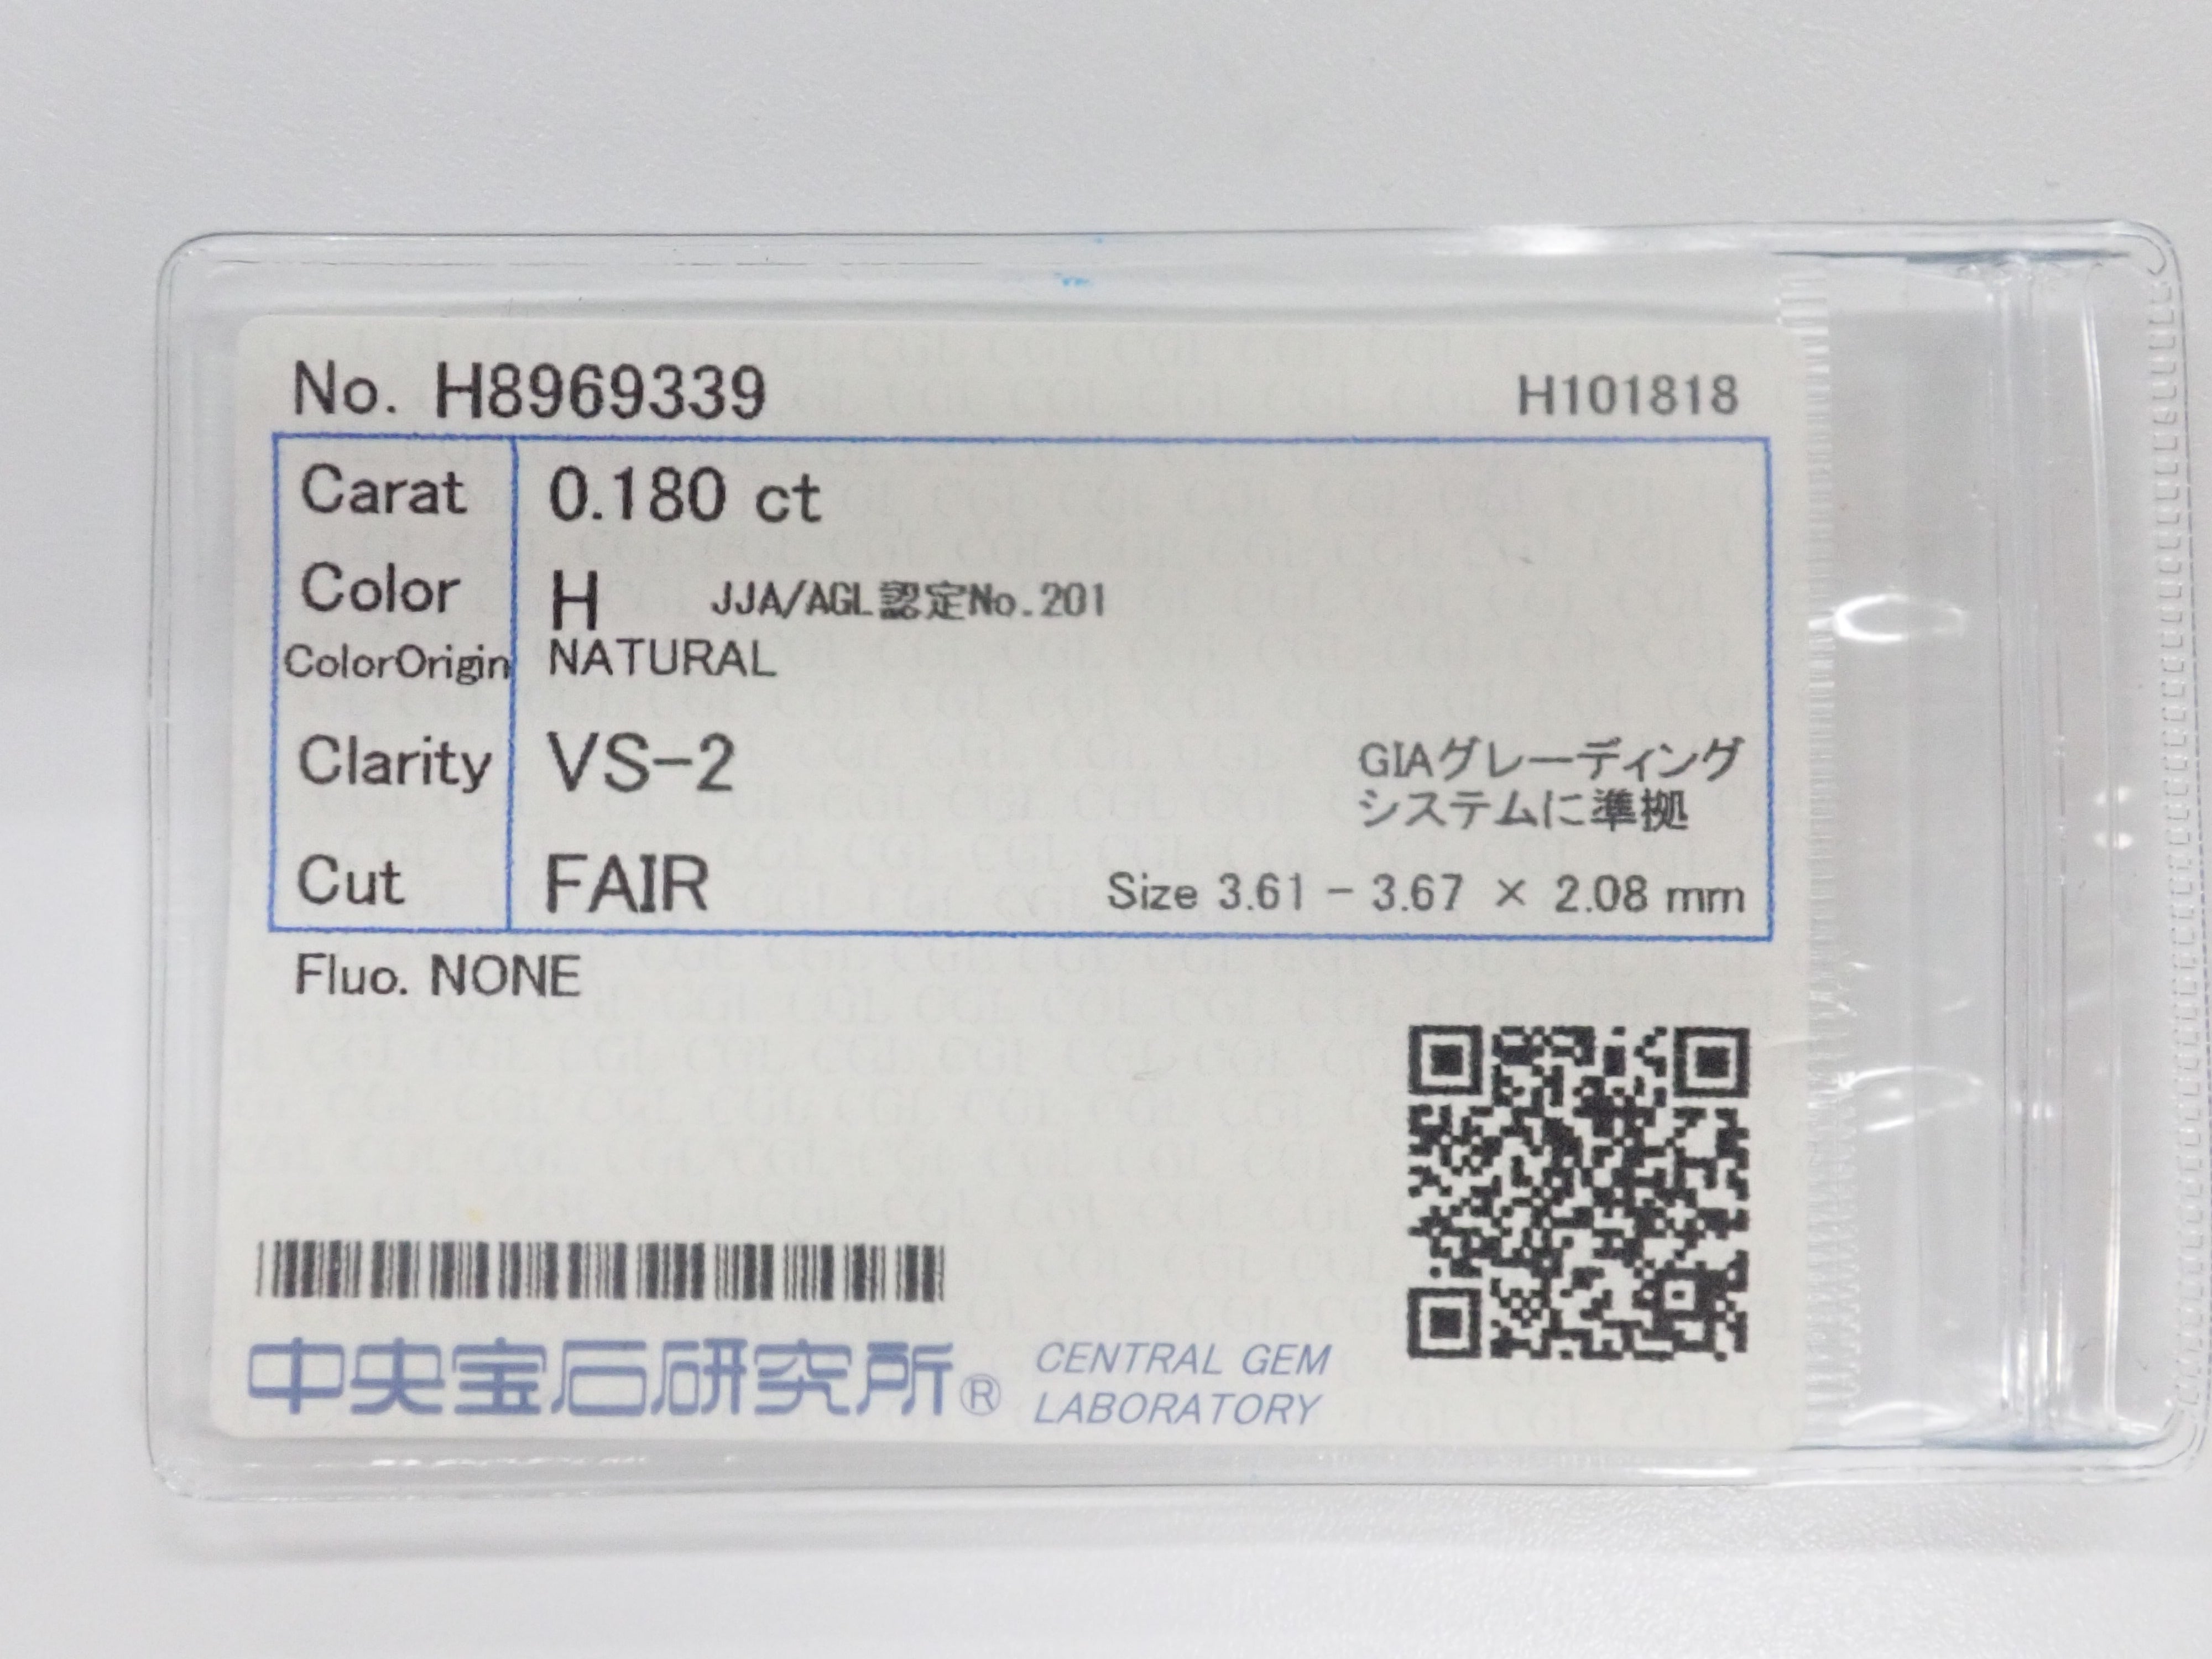 No. H8969339 H101818
Carat 0.180 ct
Color H JJA/AGL認定No.201
ColorOrigin NATURAL
Clarity VS-2 GIAグレーディング
システムに準拠
Cut FAIR Size 3.61 - 3.67 × 2.08 mm
Fluo. NONE
中央宝石研究所® CENTRAL GEM
LABORATORY